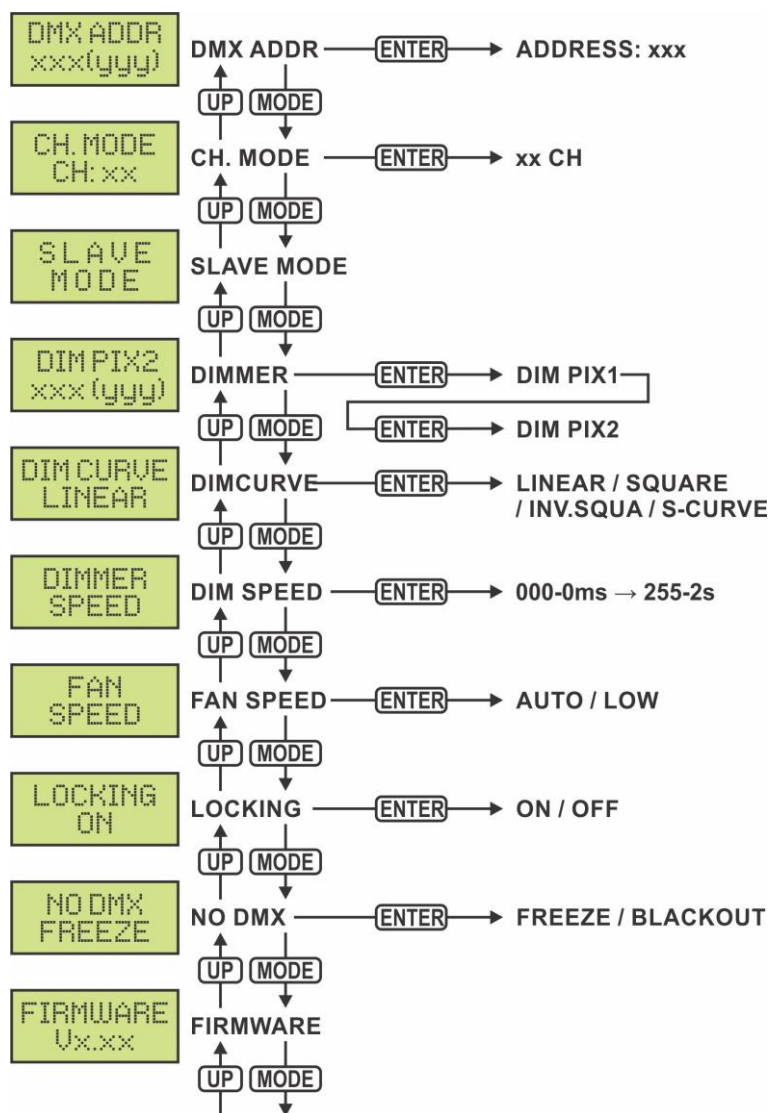 DMX ADDR
xxx(yyy)
DMX ADDR ENTER ADDRESS: xxx
UP MODE
CH. MODE
CH: xx
CH. MODE ENTER xx CH
UP MODE
SLAVE
MODE
SLAVE MODE
UP MODE
DIM PIX2
xxx(yyy)
DIMMER ENTER DIM PIX1
UP MODE ENTER DIM PIX2
DIM CURVE
LINEAR
DIMCURVE ENTER LINEAR / SQUARE
/ INV.SQUA / S-CURVE
UP MODE
DIMMER
SPEED
DIM SPEED ENTER 000-0ms → 255-2s
UP MODE
FAN
SPEED
FAN SPEED ENTER AUTO / LOW
UP MODE
LOCKING
ON
LOCKING ENTER ON / OFF
UP MODE
NO DMX
FREEZE
NO DMX ENTER FREEZE / BLACKOUT
UP MODE
FIRMWARE
Vx.xx
FIRMWARE
UP MODE